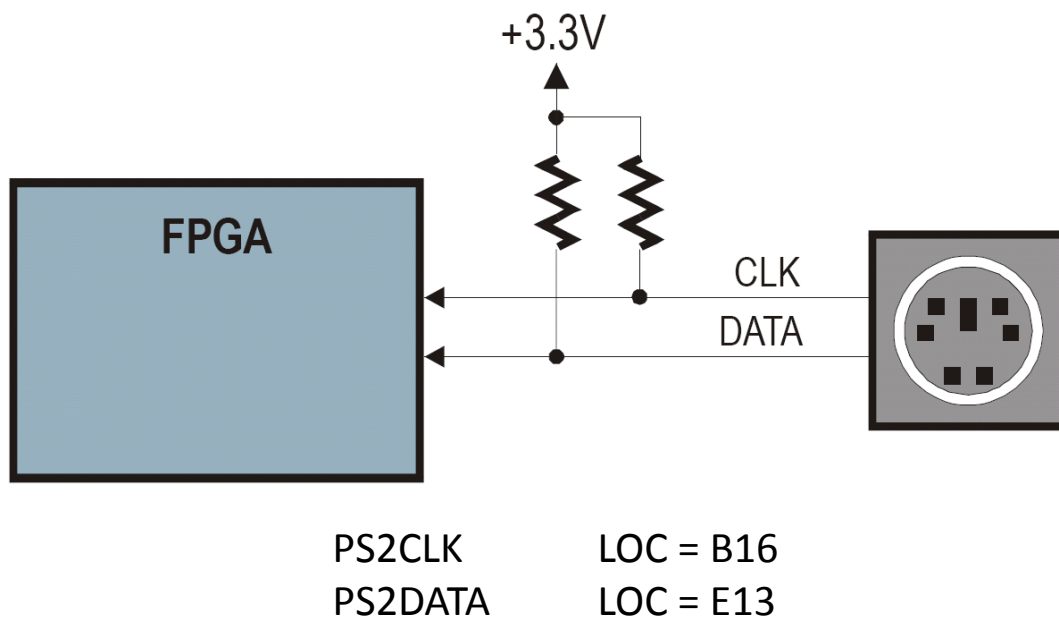 +3.3V
FPGA
CLK
DATA
PS2CLK LOC = B16
PS2DATA LOC = E13